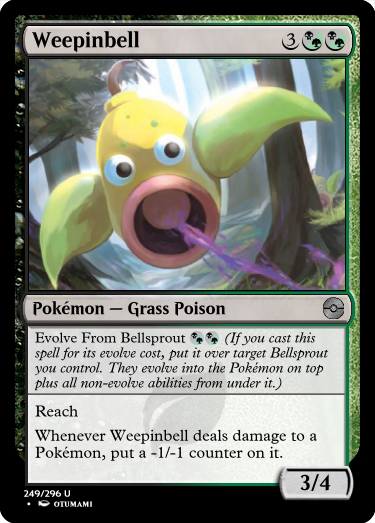 Weepinbell 3
Pokémon — Grass Poison
Evolve From Bellsprout (If you cast this
spell for its evolve cost, put it over target Bellsprout
you control. They evolve into the Pokémon on top
plus all non-evolve abilities from under it.)
Reach
Whenever Weepinbell deals damage to a
Pokémon, put a -1/-1 counter on it.
3/4
249/296 U
• OTUMAMI